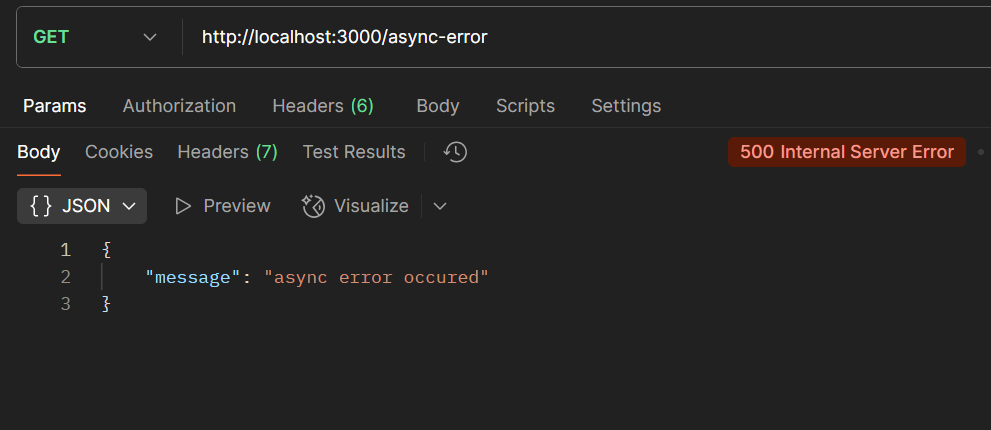 GET http://localhost:3000/async-error
Params Authorization Headers (6) Body Scripts Settings
Body Cookies Headers (7) Test Results 500 Internal Server Error
{} JSON Preview Visualize
1 {
2 "message": "async error occured"
3 }